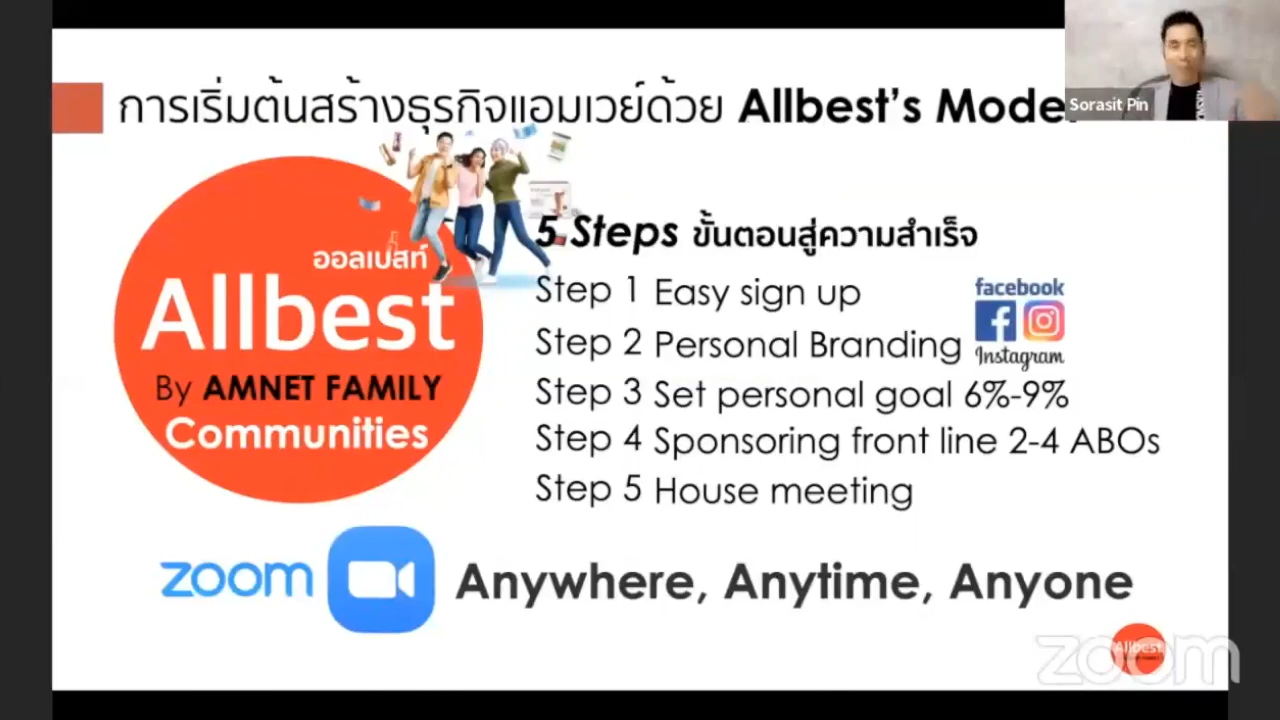 การเริ่มต้นสร้างธุรกิจแอมเวย์ด้วย Allbest's Model
Sorasit Pin
ออลเบสท์
Allbest
By AMNET FAMILY
Communities
5 Steps ขั้นตอนสู่ความสำเร็จ
Step 1 Easy sign up
Step 2 Personal Branding
facebook
Instagram
Step 3 Set personal goal 6%-9%
Step 4 Sponsoring front line 2-4 ABOs
Step 5 House meeting
zoom
Anywhere, Anytime, Anyone
Allbest
zoom